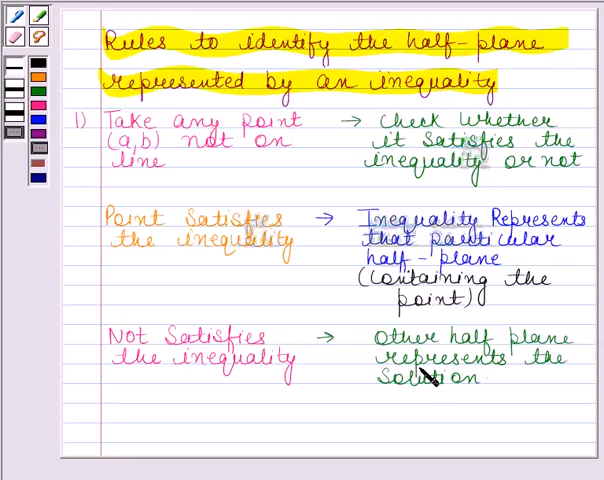 Rules to identify the half-plane
represented by an inequality
1) Take any point → Check Whether
(a,b) not on it Satisfies the
line inequality or not
Point Satisfies → Inequality Represents
the inequality that particular
half-plane
(Containing the
point)
Not Satisfies → Other half plane
the inequality represents the
Solution